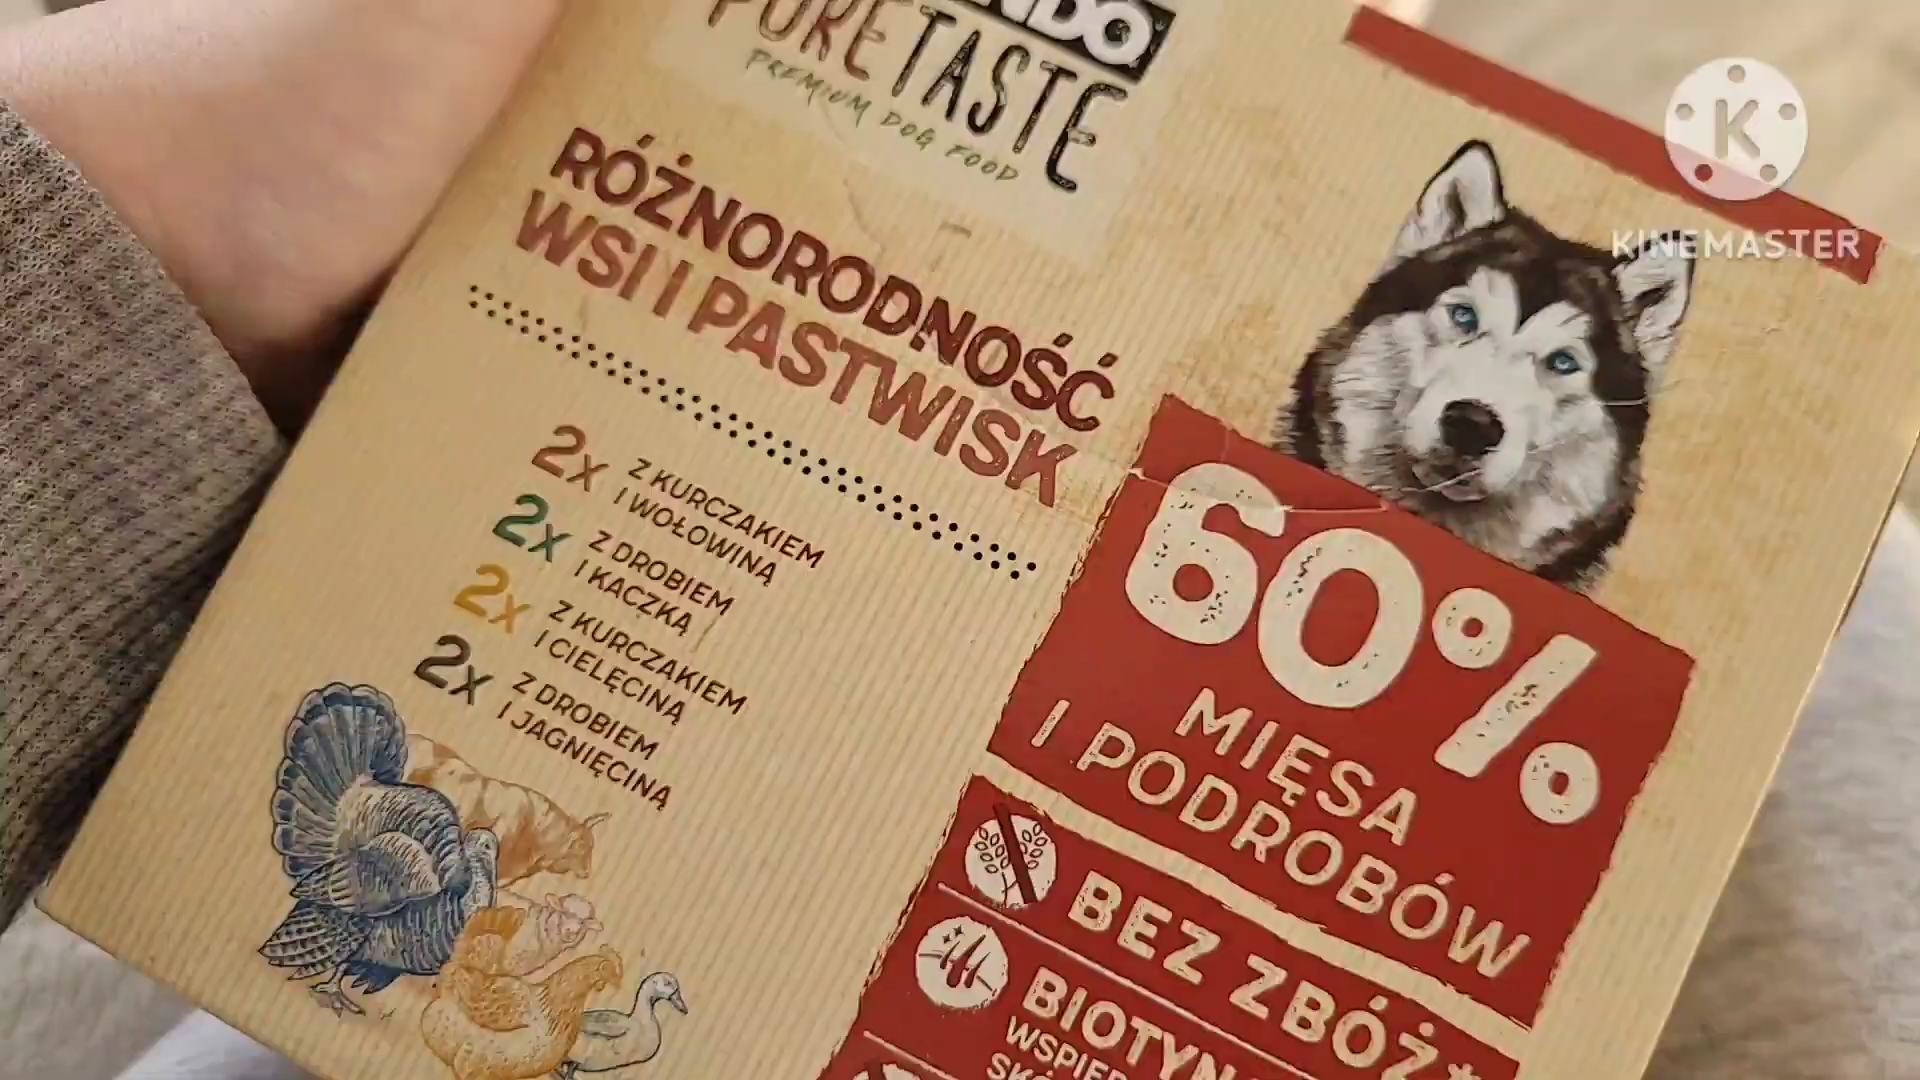 PURE TASTE
PREMIUM DOG FOOD
RÓŻNORODNOŚĆ
WSI I PASTWISK
2x Z KURCZAKIEM
I WOŁOWINĄ
2x Z DROBIEM
I KACZKĄ
2x Z KURCZAKIEM
I CIELĘCINĄ
2x Z DROBIEM
I JAGNIĘCINĄ
60%
MIĘSA
I PODROBÓW
BEZ ZBÓŻ*
K
KINEMASTER